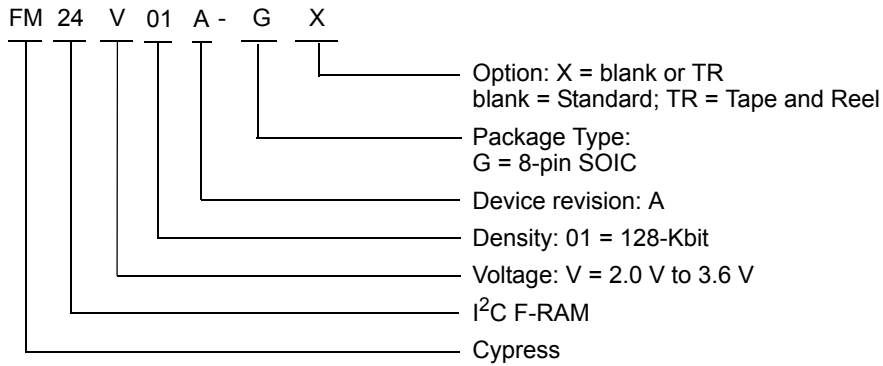 FM 24 V 01 A - G X
Option: X = blank or TR
blank = Standard; TR = Tape and Reel
Package Type:
G = 8-pin SOIC
Device revision: A
Density: 01 = 128-Kbit
Voltage: V = 2.0 V to 3.6 V
I²C F-RAM
Cypress